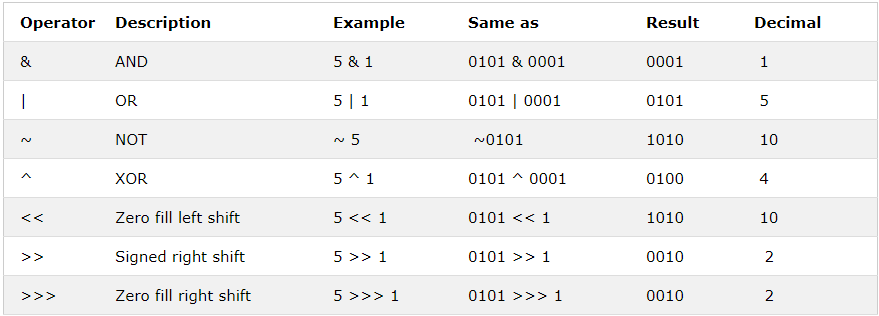 Operator Description Example Same as Result Decimal
& AND 5 & 1 0101 & 0001 0001 1
| OR 5 | 1 0101 | 0001 0101 5
~ NOT ~ 5 ~0101 1010 10
^ XOR 5 ^ 1 0101 ^ 0001 0100 4
<< Zero fill left shift 5 << 1 0101 << 1 1010 10
>> Signed right shift 5 >> 1 0101 >> 1 0010 2
>>> Zero fill right shift 5 >>> 1 0101 >>> 1 0010 2